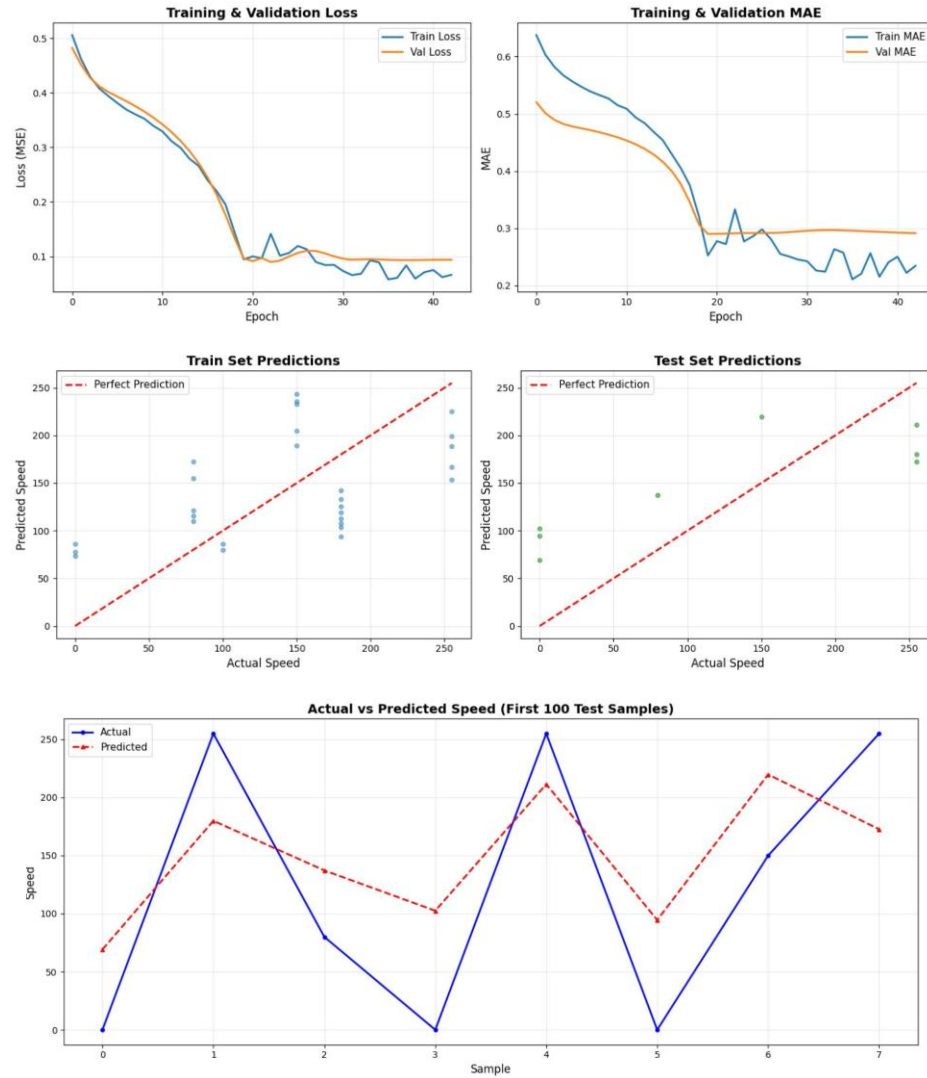 Training & Validation Loss
Train Loss
Val Loss
0.5
0.4
0.3
0.2
0.1
Loss (MSE)
0
10
20
30
40
Epoch
Training & Validation MAE
Train MAE
Val MAE
0.6
0.5
0.4
0.3
0.2
MAE
0
10
20
30
40
Epoch
Train Set Predictions
Perfect Prediction
250
200
150
100
50
0
Predicted Speed
0
50
100
150
200
250
Actual Speed
Test Set Predictions
Perfect Prediction
250
200
150
100
50
0
Predicted Speed
0
50
100
150
200
250
Actual Speed
Actual vs Predicted Speed (First 100 Test Samples)
Actual
Predicted
250
200
150
100
50
0
Speed
0
1
2
3
4
5
6
7
Sample